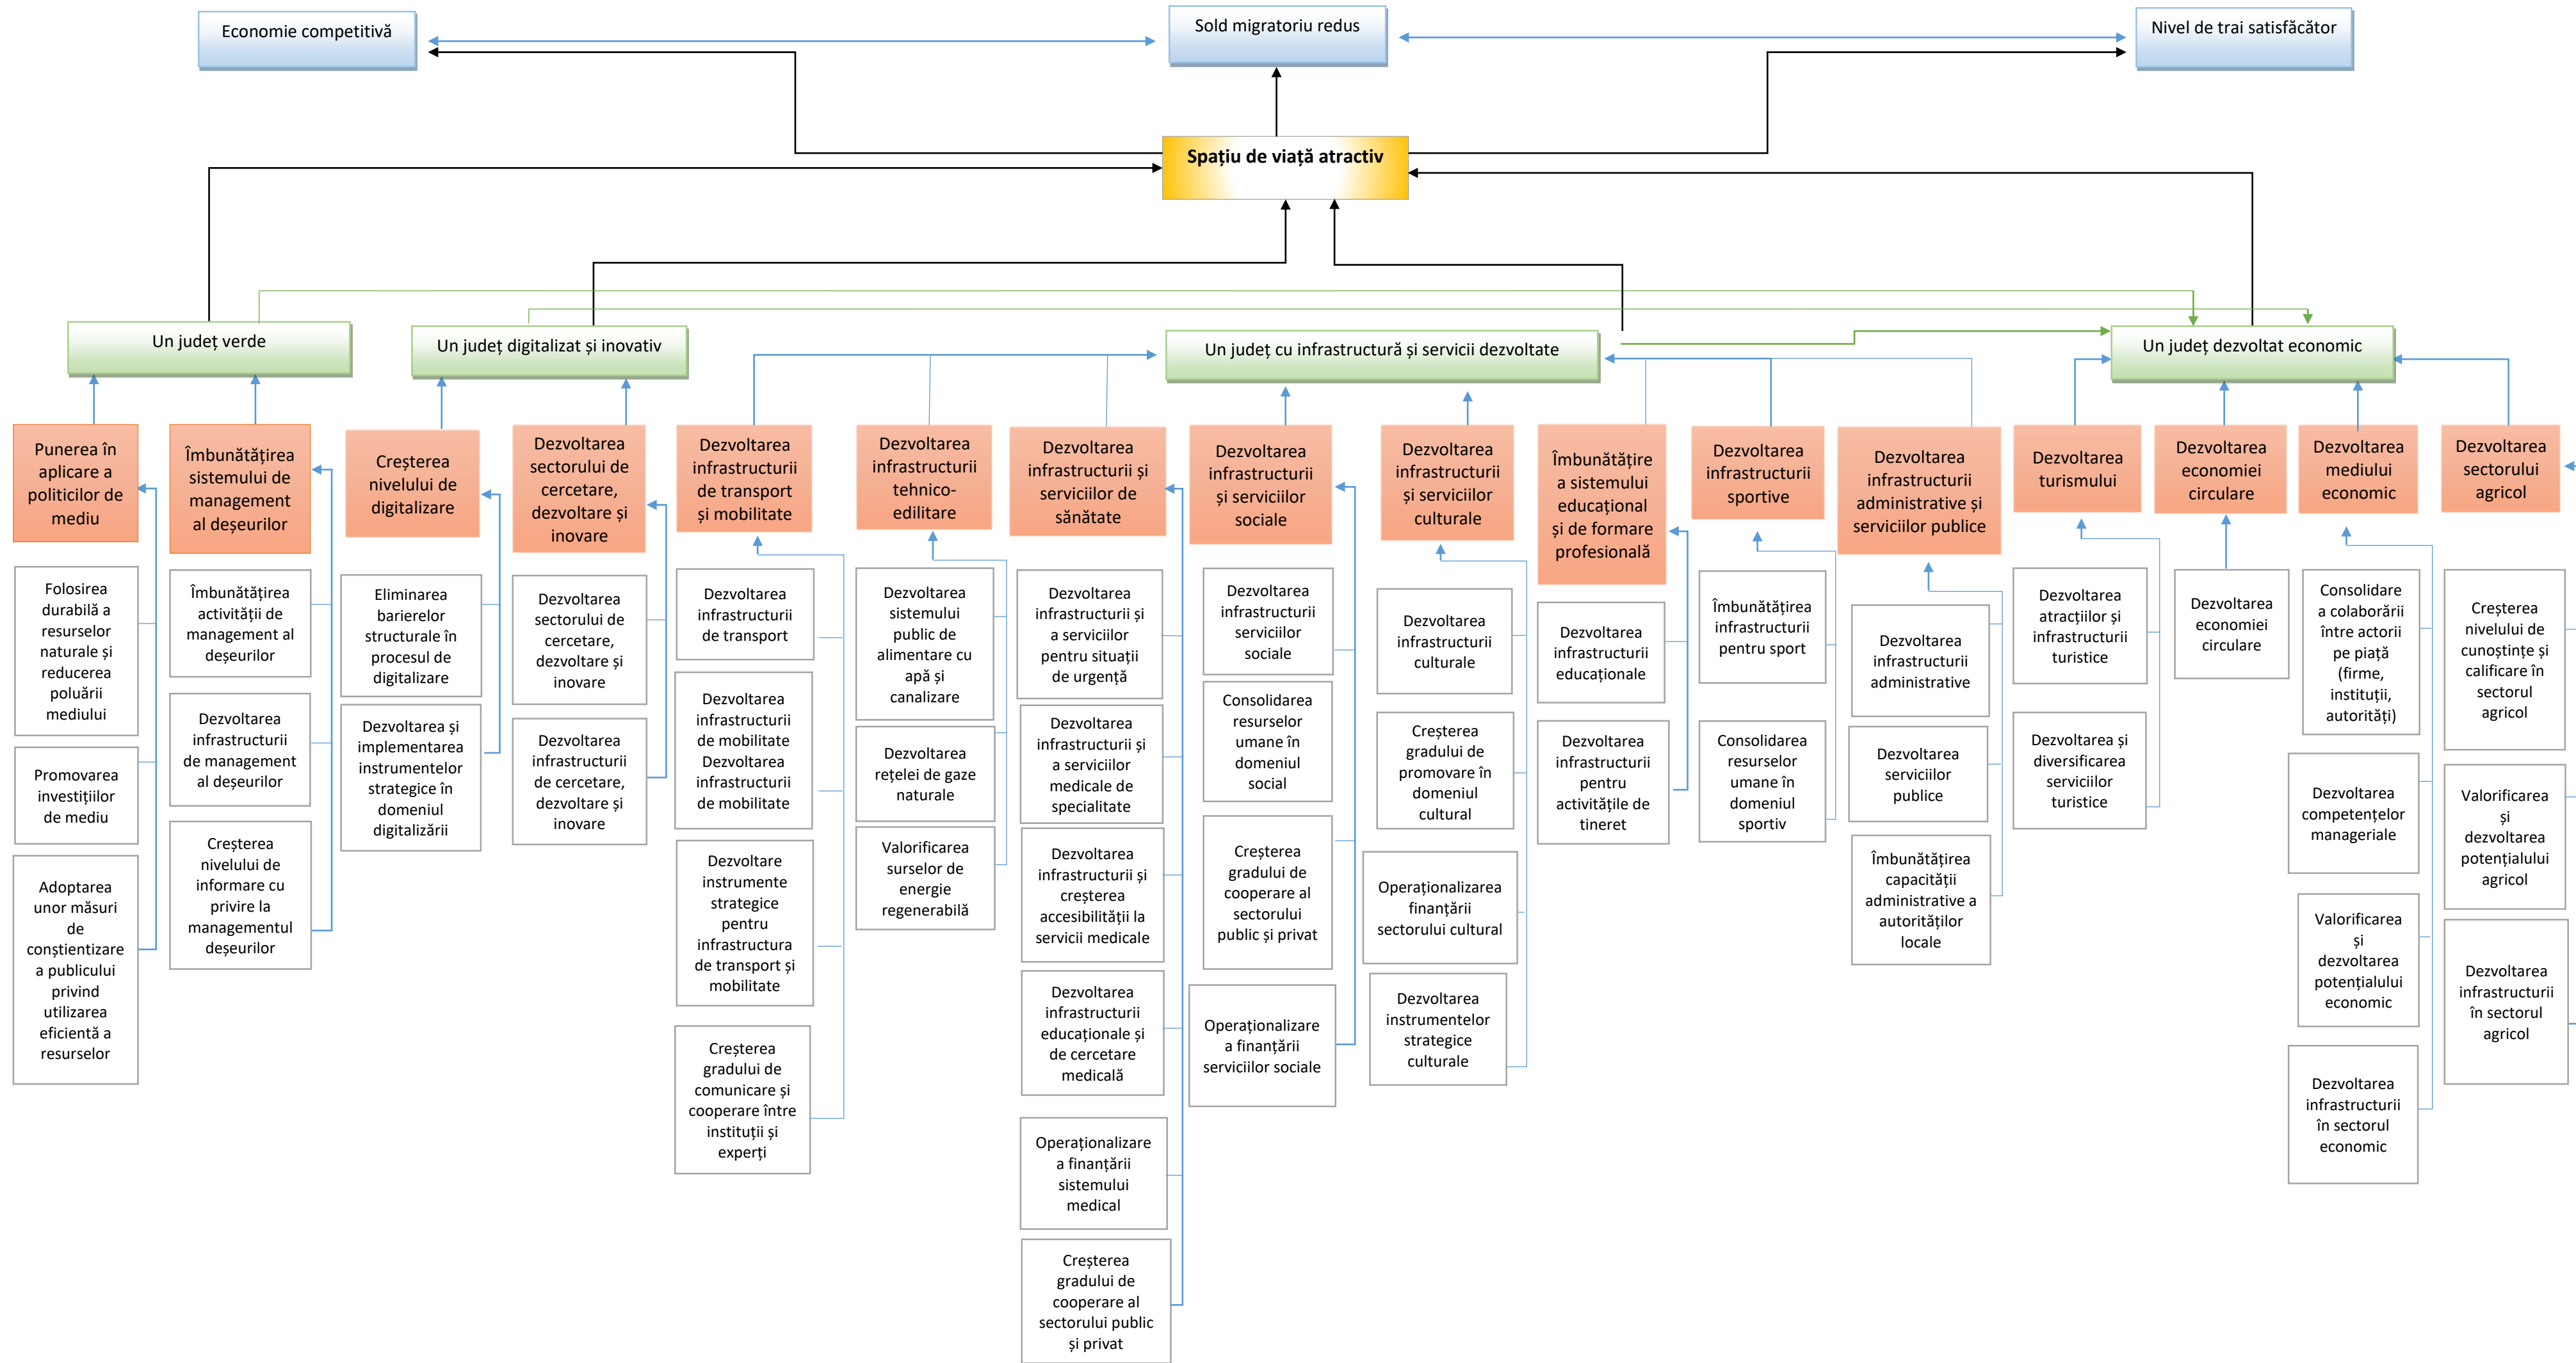 Economie competitivă
Sold migratoriu redus
Nivel de trai satisfăcător
Spațiu de viață atractiv
Un județ verde
Un județ digitalizat și inovativ
Un județ cu infrastructură și servicii dezvoltate
Un județ dezvoltat economic
Punerea în
aplicare a
politicilor de
mediu
Îmbunătățirea
sistemului de
management
al deșeurilor
Creșterea
nivelului de
digitalizare
Dezvoltarea
sectorului de
cercetare,
dezvoltare și
inovare
Dezvoltarea
infrastructurii
de transport
și mobilitate
Dezvoltarea
infrastructurii
tehnico-
edilitare
Dezvoltarea
infrastructurii și
serviciilor de
sănătate
Dezvoltarea
infrastructurii
și serviciilor
sociale
Dezvoltarea
infrastructurii
și serviciilor
culturale
Îmbunătățire
a sistemului
educațional
și de formare
profesională
Dezvoltarea
infrastructurii
sportive
Dezvoltarea
infrastructurii
administrative și
serviciilor publice
Dezvoltarea
turismului
Dezvoltarea
economiei
circulare
Dezvoltarea
mediului
economic
Dezvoltarea
sectorului
agricol
Folosirea
durabilă a
resurselor
naturale și
reducerea
poluării
mediului
Promovarea
investițiilor
de mediu
Adoptarea
unor măsuri
de
conștientizare
a publicului
privind
utilizarea
eficientă a
resurselor
Îmbunătățirea
activității de
management al
deșeurilor
Dezvoltarea
infrastructurii
de management
al deșeurilor
Creșterea
nivelului de
informare cu
privire la
managementul
deșeurilor
Eliminarea
barierelor
structurale în
procesul de
digitalizare
Dezvoltarea și
implementarea
instrumentelor
strategice în
domeniul
digitalizării
Dezvoltarea
sectorului de
cercetare,
dezvoltare și
inovare
Dezvoltarea
infrastructurii
de cercetare,
dezvoltare și
inovare
Dezvoltarea
infrastructurii
de transport
Dezvoltarea
infrastructurii
de mobilitate
Dezvoltarea
infrastructurii
de mobilitate
Dezvoltare
instrumente
strategice
pentru
infrastructura
de transport și
mobilitate
Creșterea
gradului de
comunicare și
cooperare între
instituții și
experți
Dezvoltarea
sistemului
public de
alimentare cu
apă și
canalizare
Dezvoltarea
rețelei de gaze
naturale
Valorificarea
surselor de
energie
regenerabilă
Dezvoltarea
infrastructurii și
a serviciilor
pentru situații
de urgență
Dezvoltarea
infrastructurii și
a serviciilor
medicale de
specialitate
Dezvoltarea
infrastructurii și
creșterea
accesibilității la
servicii medicale
Dezvoltarea
infrastructurii
educaționale și
de cercetare
medicală
Operaționalizare
a finanțării
sistemului
medical
Creșterea
gradului de
cooperare al
sectorului public
și privat
Dezvoltarea
infrastructurii
serviciilor
sociale
Consolidarea
resurselor
umane în
domeniul
social
Creșterea
gradului de
cooperare al
sectorului
public și privat
Operaționalizare
a finanțării
serviciilor sociale
Dezvoltarea
infrastructurii
culturale
Creșterea
gradului de
promovare în
domeniul
cultural
Operaționalizarea
finanțării
sectorului cultural
Dezvoltarea
instrumentelor
strategice
culturale
Dezvoltarea
infrastructurii
educaționale
Dezvoltarea
infrastructurii
pentru
activitățile de
tineret
Îmbunătățirea
infrastructurii
pentru sport
Consolidarea
resurselor
umane în
domeniul
sportiv
Dezvoltarea
infrastructurii
administrative
Dezvoltarea
serviciilor
publice
Îmbunătățirea
capacității
administrative a
autorităților
locale
Dezvoltarea
atracțiilor și
infrastructurii
turistice
Dezvoltarea și
diversificarea
serviciilor
turistice
Dezvoltarea
economiei
circulare
Consolidare
a colaborării
între actorii
pe piață
(firme,
instituții,
autorități)
Dezvoltarea
competențelor
manageriale
Valorificarea
și
dezvoltarea
potențialului
economic
Dezvoltarea
infrastructurii
în sectorul
economic
Creșterea
nivelului de
cunoștințe și
calificare în
sectorul
agricol
Valorificarea
și
dezvoltarea
potențialului
agricol
Dezvoltarea
infrastructurii
în sectorul
agricol